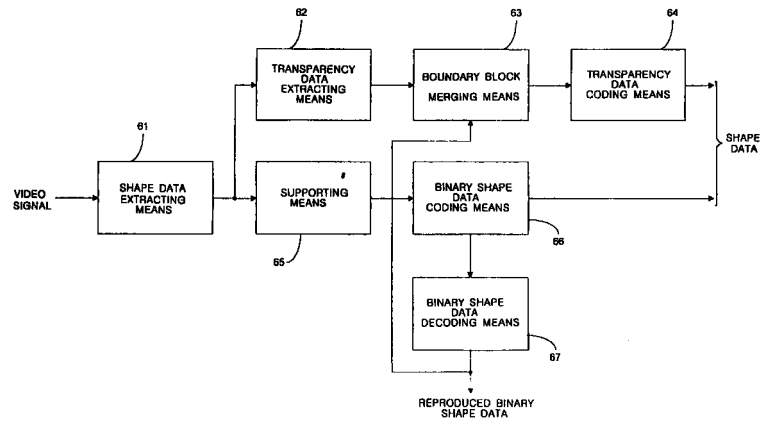 62
63
64
TRANSPARENCY
DATA
EXTRACTING
MEANS
BOUNDARY BLOCK
MERGING MEANS
TRANSPARENCY
DATA
CODING MEANS
61
SHAPE
DATA
VIDEO
SIGNAL
SHAPE DATA
EXTRACTING
MEANS
SUPPORTING
MEANS
BINARY SHAPE
DATA
CODING MEANS
65
66
BINARY SHAPE
DATA
DECODING MEANS
67
REPRODUCED BINARY
SHAPE DATA